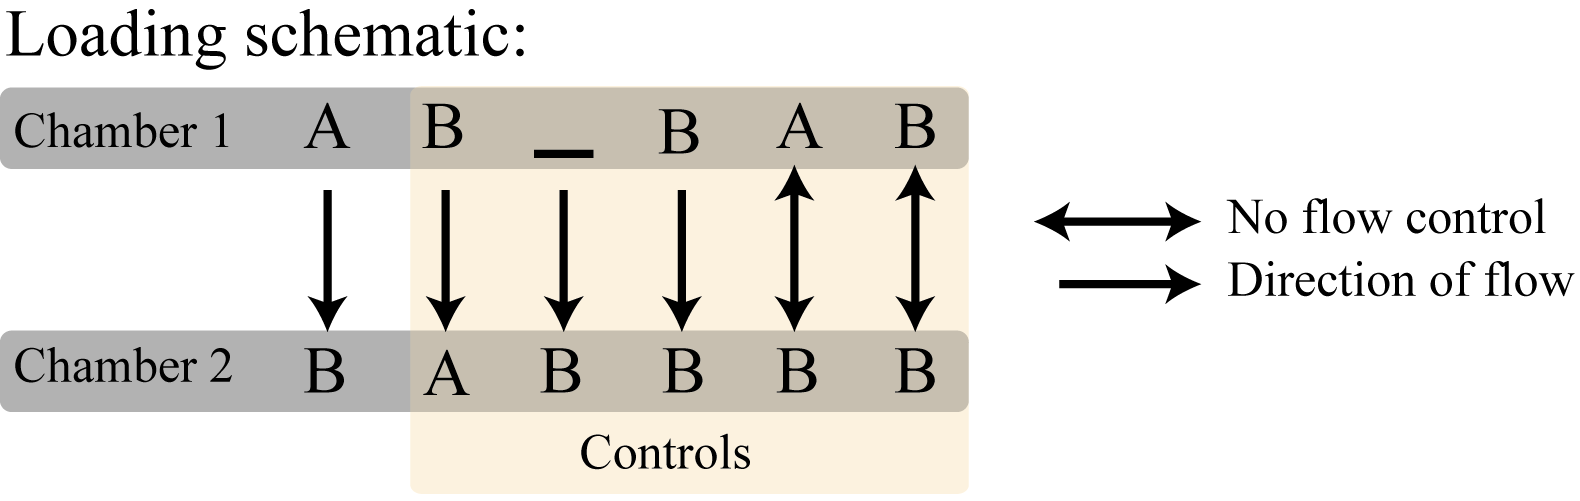 Loading schematic:
Chamber 1 A B _ B A B
No flow control
Direction of flow
Chamber 2 B A B B B B
Controls